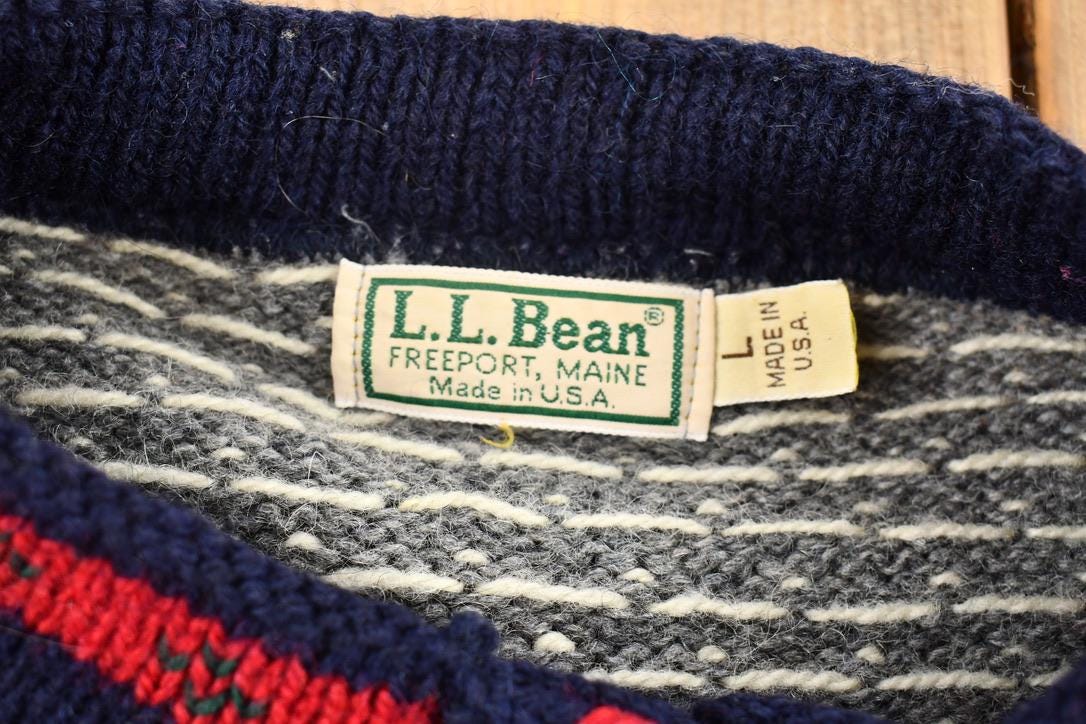 L.L.Bean®
FREEPORT, MAINE
Made in U.S.A.
L
MADE IN
U.S.A.